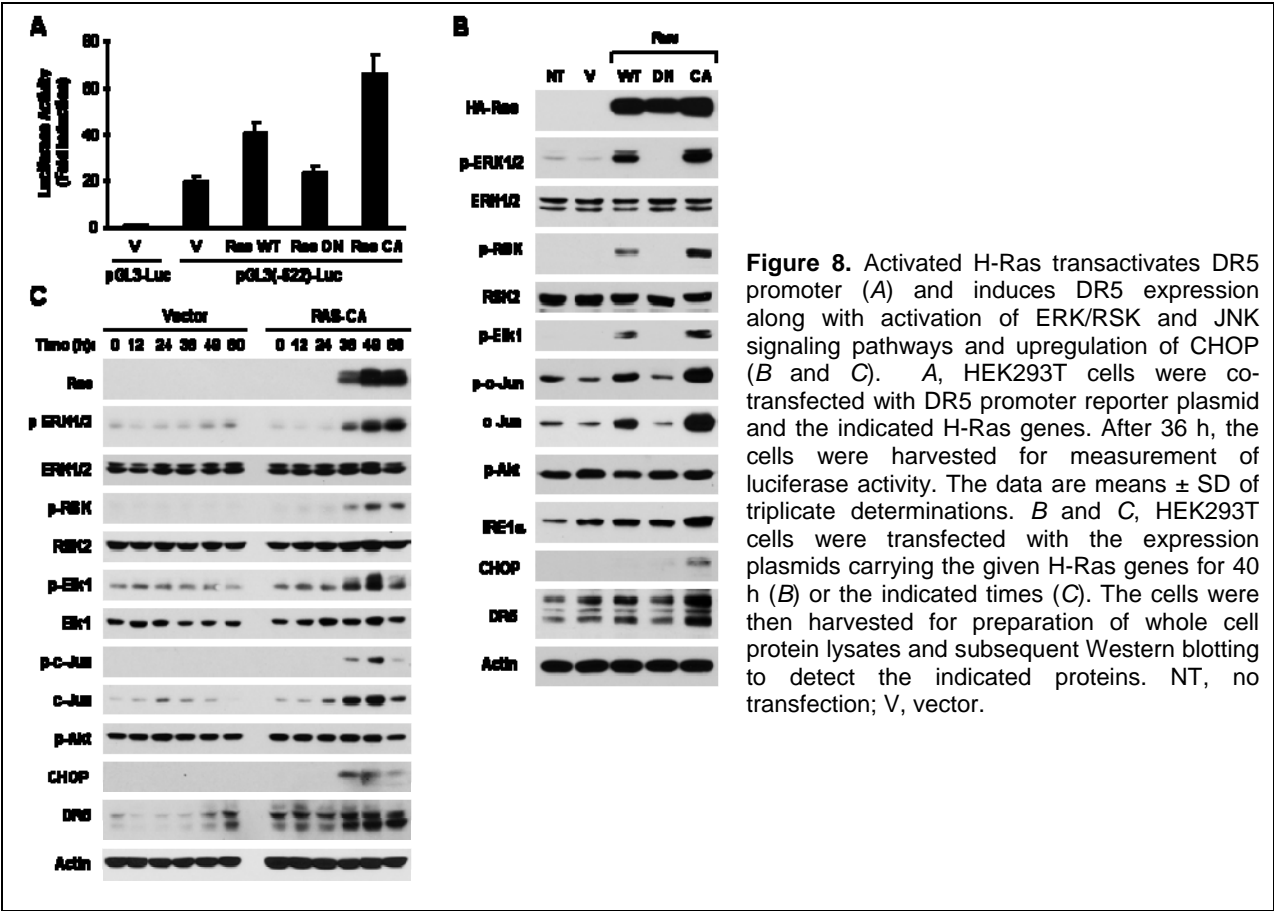 A
Luciferase Activity
(Fold Induction)
80
60
40
20
0
V
V
Ras WT
Ras DN
Ras CA
pGL3-Luc
pGL3(-622)-Luc
B
Ras
NT V WT DN CA
HA-Ras
p-ERK1/2
ERK1/2
p-RSK
RSK2
p-Elk1
p-c-Jun
c-Jun
p-Akt
IRE1α
CHOP
DR5
Actin
C
Vector
RAS-CA
Time (h): 0 12 24 36 48 60 0 12 24 36 48 60
Ras
p-ERK1/2
ERK1/2
p-RSK
RSK2
p-Elk1
Elk1
p-c-Jun
c-Jun
p-Akt
CHOP
DR5
Actin
Figure 8. Activated H-Ras transactivates DR5
promoter (A) and induces DR5 expression
along with activation of ERK/RSK and JNK
signaling pathways and upregulation of CHOP
(B and C). A, HEK293T cells were co-
transfected with DR5 promoter reporter plasmid
and the indicated H-Ras genes. After 36 h, the
cells were harvested for measurement of
luciferase activity. The data are means ± SD of
triplicate determinations. B and C, HEK293T
cells were transfected with the expression
plasmids carrying the given H-Ras genes for 40
h (B) or the indicated times (C). The cells were
then harvested for preparation of whole cell
protein lysates and subsequent Western blotting
to detect the indicated proteins. NT, no
transfection; V, vector.